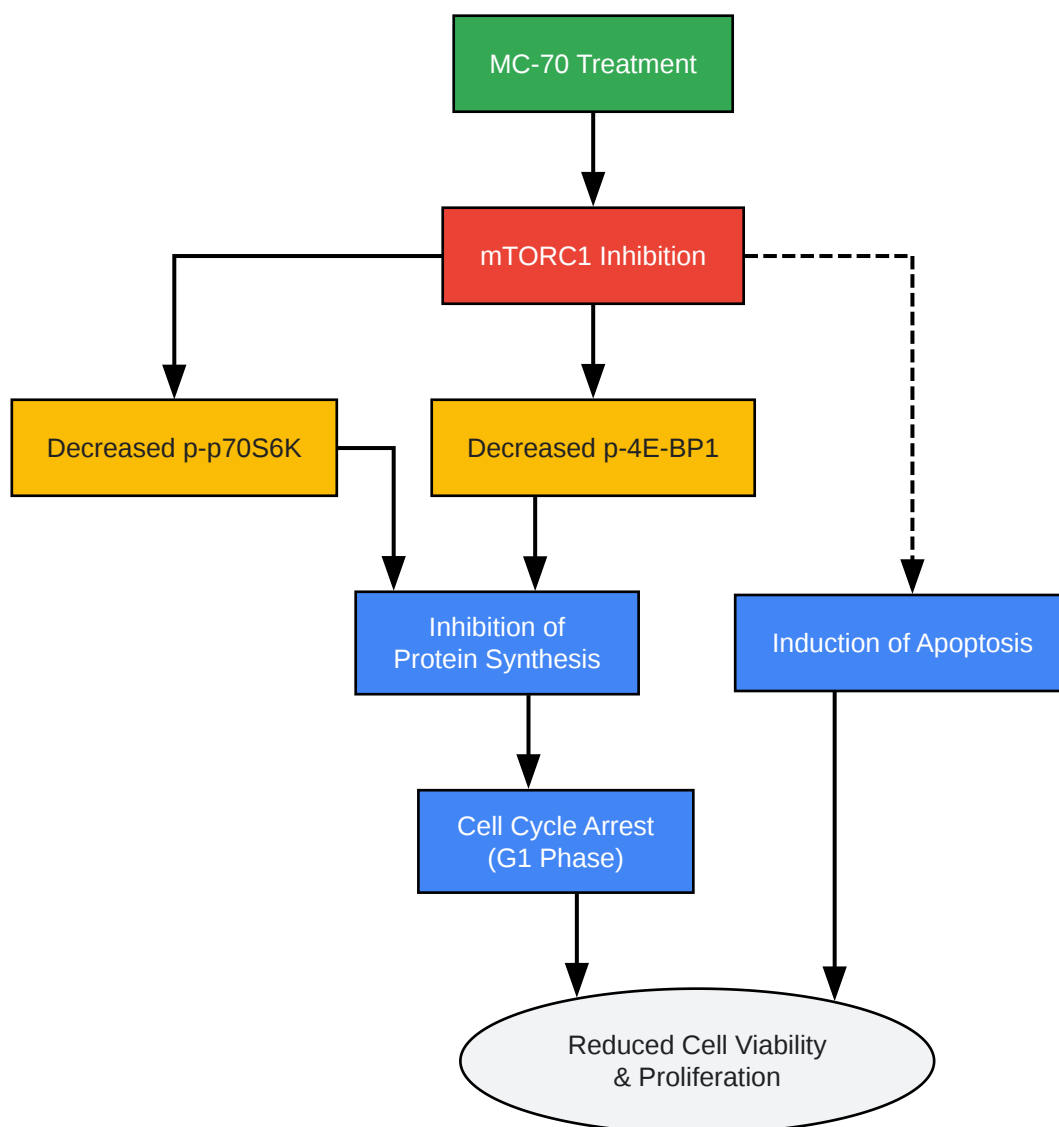 MC-70 Treatment
mTORC1 Inhibition
Decreased p-p70S6K
Decreased p-4E-BP1
Inhibition of
Protein Synthesis
Induction of Apoptosis
Cell Cycle Arrest
(G1 Phase)
Reduced Cell Viability
& Proliferation